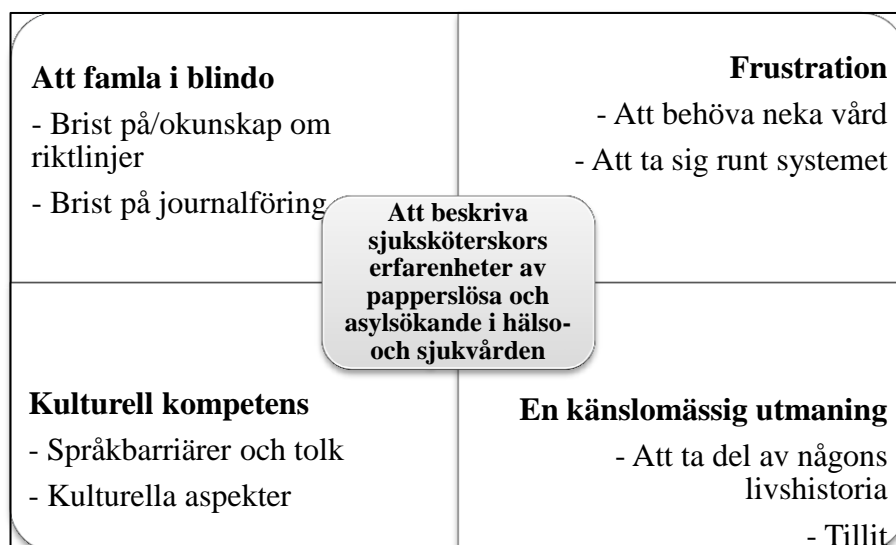 Att famla i blindo
- Brist på/okunskap om
riktlinjer
- Brist på journalföring
Frustration
- Att behöva neka vård
- Att ta sig runt systemet
Att beskriva
sjuksköterskors
erfarenheter av
papperslösa och
asylsökande i hälso-
och sjukvården
Kulturell kompetens
- Språkbarriärer och tolk
- Kulturella aspekter
En känslomässig utmaning
- Att ta del av någons
livshistoria
- Tillit